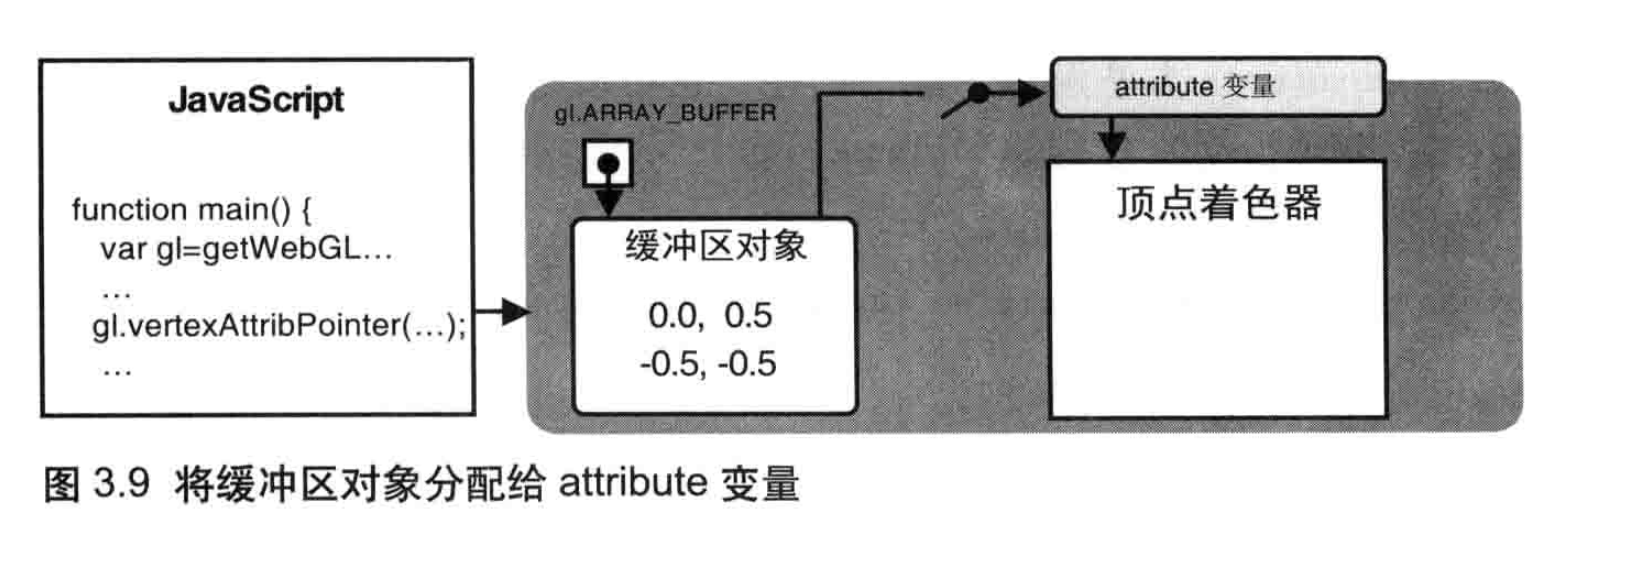 JavaScript
function main() {
var gl=getWebGL...
...
gl.vertexAttribPointer(...);
...
gl.ARRAY_BUFFER
缓冲区对象
0.0, 0.5
-0.5, -0.5
attribute 变量
顶点着色器
图 3.9 将缓冲区对象分配给 attribute 变量